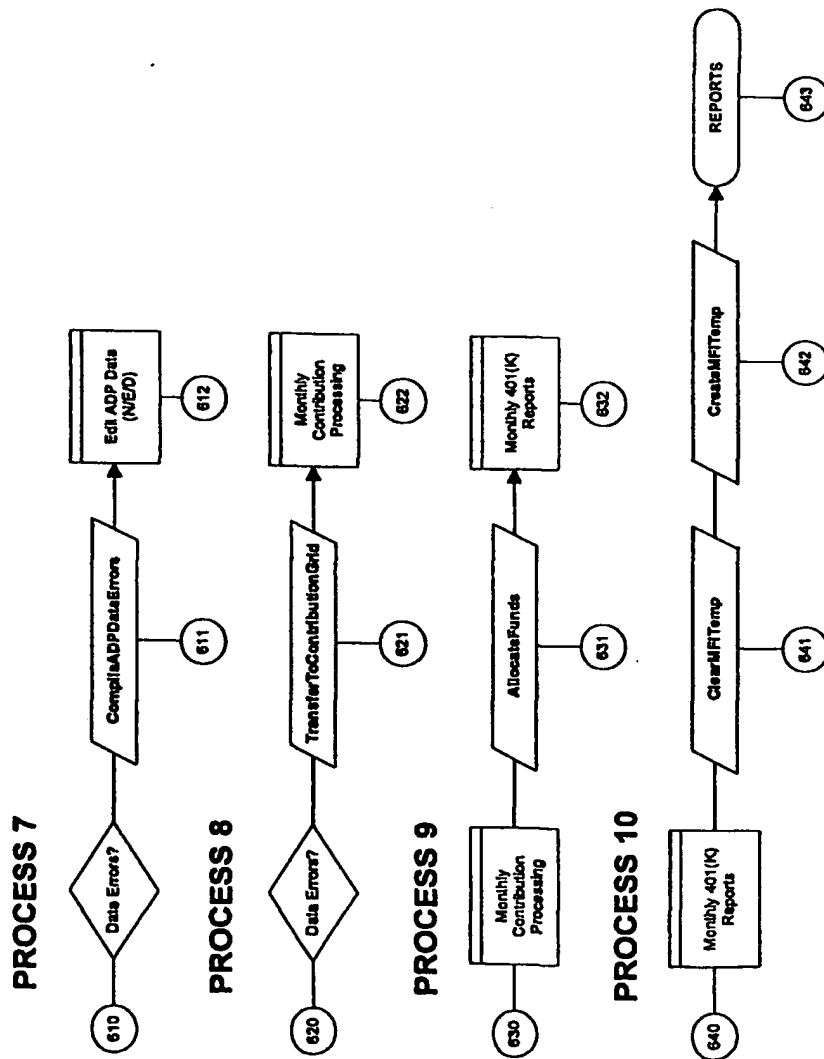 PROCESS 7
610
Data Errors?
CompileADPDataErrors
611
Edit ADP Data
(N/E/D)
612
PROCESS 8
620
Data Errors?
TransferToContributionGrid
621
Monthly
Contribution
Processing
622
PROCESS 9
630
Monthly
Contribution
Processing
AllocateFunds
631
Monthly 401(K)
Reports
632
PROCESS 10
640
Monthly 401(K)
Reports
ClearMFITemp
641
CreateMFITemp
642
REPORTS
643